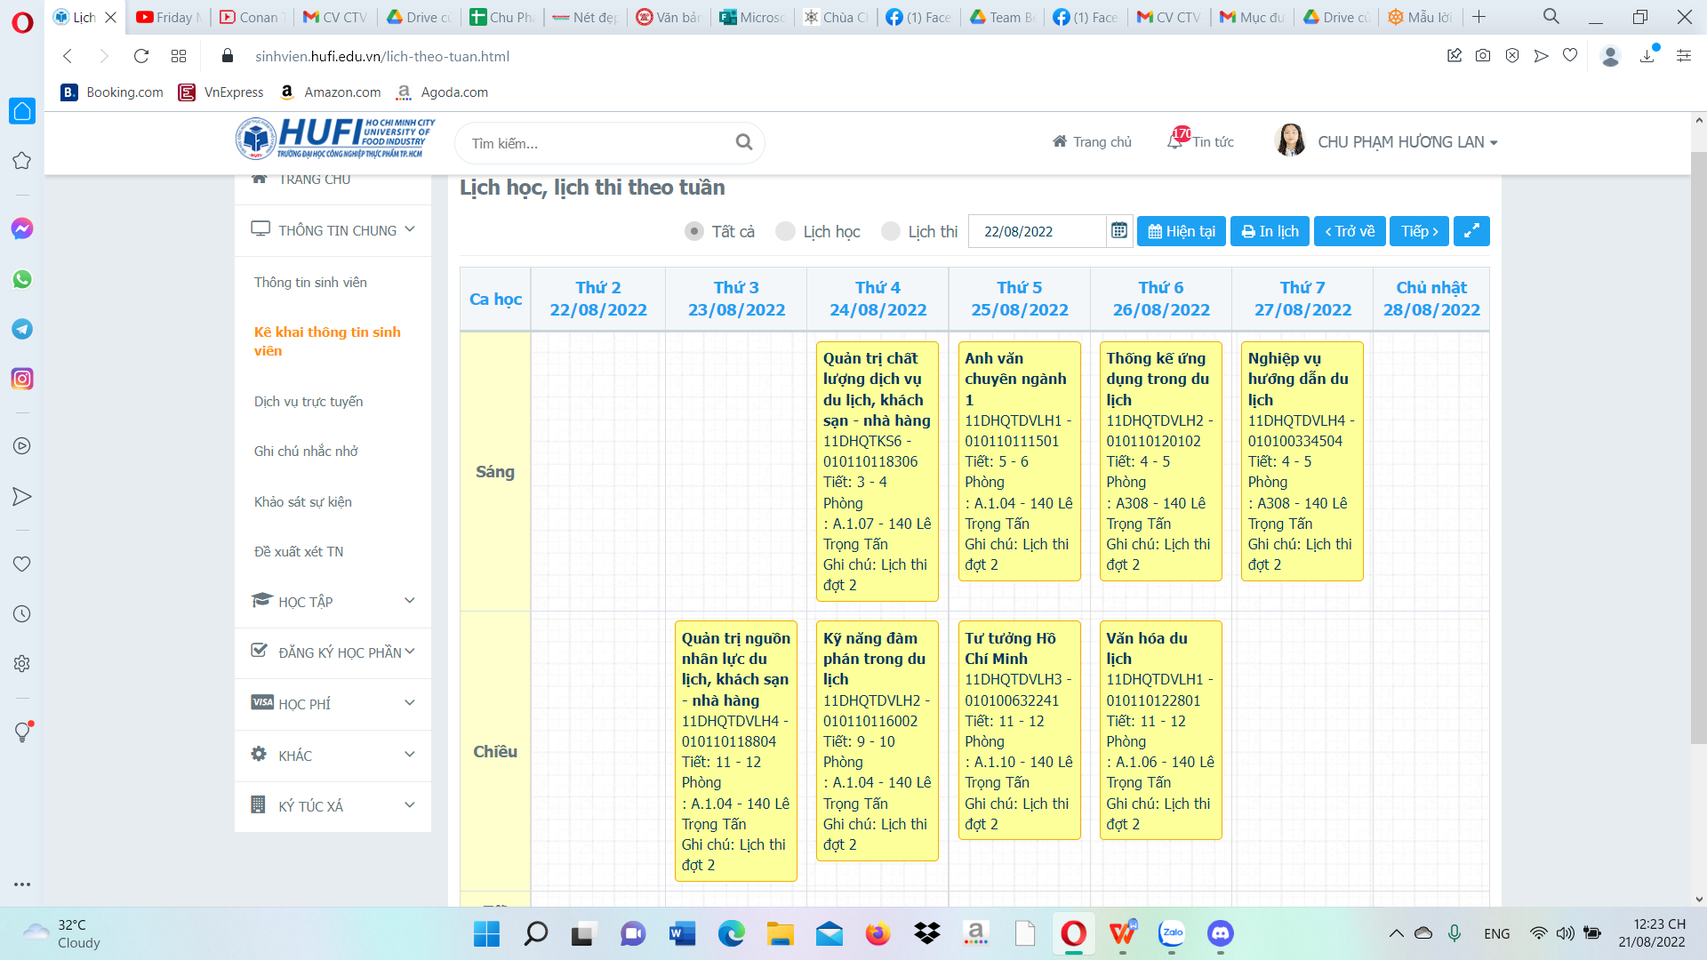 Lịch
Friday M
Conan T
CV CTV
Drive củ
Chu Phạ
Nét đẹp
Văn bản
Microso
Chùa Ch
(1) Face
Team Be
(1) Face
CV CTV
Mục đư
Drive củ
Mẫu lời
sinhvien.hufi.edu.vn/lich-theo-tuan.html
B. Booking.com
VnExpress
Amazon.com
Agoda.com
HUFI
HO CHI MINH CITY
UNIVERSITY OF
FOOD INDUSTRY
TRƯỜNG ĐẠI HỌC CÔNG NGHIỆP THỰC PHẨM TP.HCM
Tìm kiếm...
Trang chủ
170
Tin tức
CHU PHẠM HƯƠNG LAN
TRANG CHỦ
THÔNG TIN CHUNG
Thông tin sinh viên
Kê khai thông tin sinh
viên
Dịch vụ trực tuyến
Ghi chú nhắc nhở
Khảo sát sự kiện
Đề xuất xét TN
HỌC TẬP
ĐĂNG KÝ HỌC PHẦN
VISA HỌC PHÍ
KHÁC
KÝ TÚC XÁ
Lịch học, lịch thi theo tuần
Tất cả
Lịch học
Lịch thi
22/08/2022
Hiện tại
In lịch
Trở về
Tiếp
Ca học
Thứ 2
22/08/2022
Thứ 3
23/08/2022
Thứ 4
24/08/2022
Thứ 5
25/08/2022
Thứ 6
26/08/2022
Thứ 7
27/08/2022
Chủ nhật
28/08/2022
Sáng
Quản trị chất
lượng dịch vụ
du lịch, khách
sạn - nhà hàng
11DHQTKS6 -
010110118306
Tiết: 3 - 4
Phòng
: A.1.07 - 140 Lê
Trọng Tấn
Ghi chú: Lịch thi
đợt 2
Anh văn
chuyên ngành
1
11DHQTDVLH1 -
010110111501
Tiết: 5 - 6
Phòng
: A.1.04 - 140 Lê
Trọng Tấn
Ghi chú: Lịch thi
đợt 2
Thống kê ứng
dụng trong du
lịch
11DHQTDVLH2 -
010110120102
Tiết: 4 - 5
Phòng
: A308 - 140 Lê
Trọng Tấn
Ghi chú: Lịch thi
đợt 2
Nghiệp vụ
hướng dẫn du
lịch
11DHQTDVLH4 -
010100334504
Tiết: 4 - 5
Phòng
: A308 - 140 Lê
Trọng Tấn
Ghi chú: Lịch thi
đợt 2
Chiều
Quản trị nguồn
nhân lực du
lịch, khách sạn
- nhà hàng
11DHQTDVLH4 -
010110118804
Tiết: 11 - 12
Phòng
: A.1.04 - 140 Lê
Trọng Tấn
Ghi chú: Lịch thi
đợt 2
Kỹ năng đàm
phán trong du
lịch
11DHQTDVLH2 -
010110116002
Tiết: 9 - 10
Phòng
: A.1.04 - 140 Lê
Trọng Tấn
Ghi chú: Lịch thi
đợt 2
Tư tưởng Hồ
Chí Minh
11DHQTDVLH3 -
010100632241
Tiết: 11 - 12
Phòng
: A.1.10 - 140 Lê
Trọng Tấn
Ghi chú: Lịch thi
đợt 2
Văn hóa du
lịch
11DHQTDVLH1 -
010110122801
Tiết: 11 - 12
Phòng
: A.1.06 - 140 Lê
Trọng Tấn
Ghi chú: Lịch thi
đợt 2
32°C
Cloudy
Zalo
ENG
12:23 CH
21/08/2022